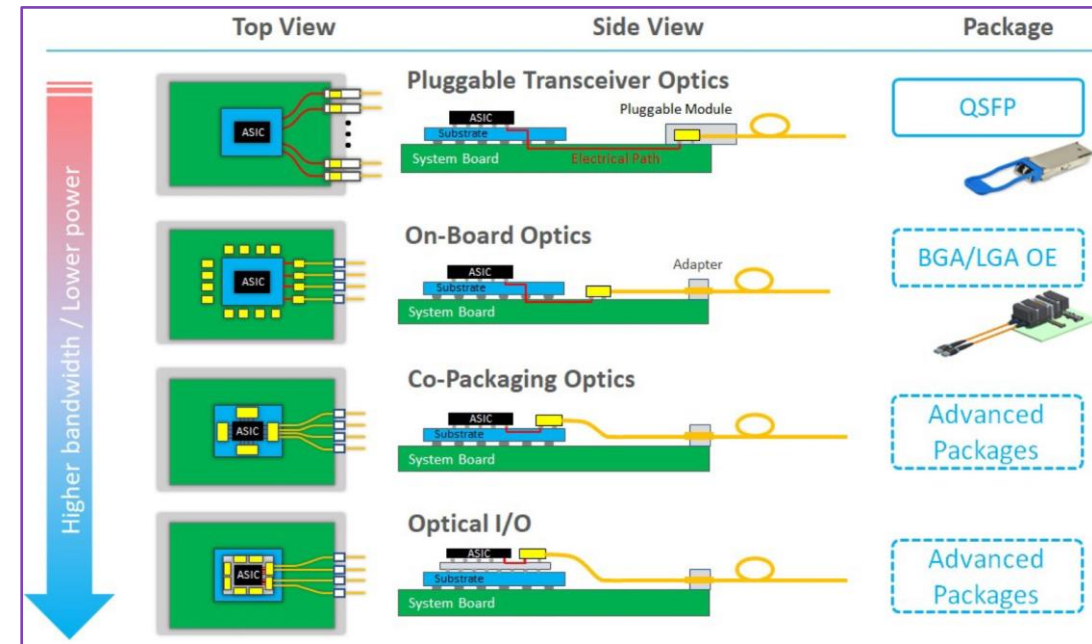 Top View
Side View
Package
Higher bandwidth / Lower power
Pluggable Transceiver Optics
ASIC
ASIC
Substrate
System Board
Electrical Path
Pluggable Module
QSFP
On-Board Optics
ASIC
ASIC
Substrate
System Board
Adapter
BGA/LGA OE
Co-Packaging Optics
ASIC
ASIC
Substrate
System Board
Advanced
Packages
Optical I/O
ASIC
ASIC
Substrate
System Board
Advanced
Packages